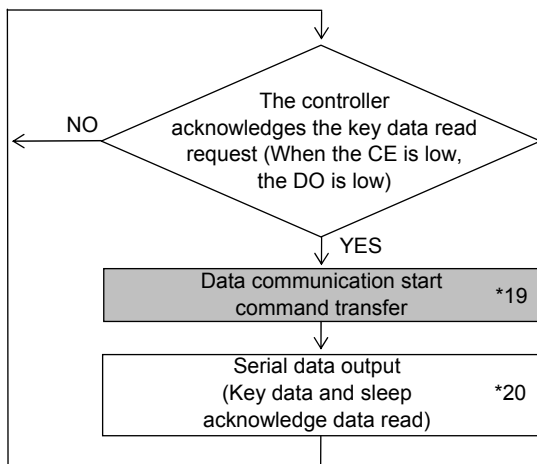 The controller
acknowledges the key data read
request (When the CE is low,
the DO is low)
NO
YES
Data communication start
command transfer
*19
Serial data output
(Key data and sleep
acknowledge data read)
*20